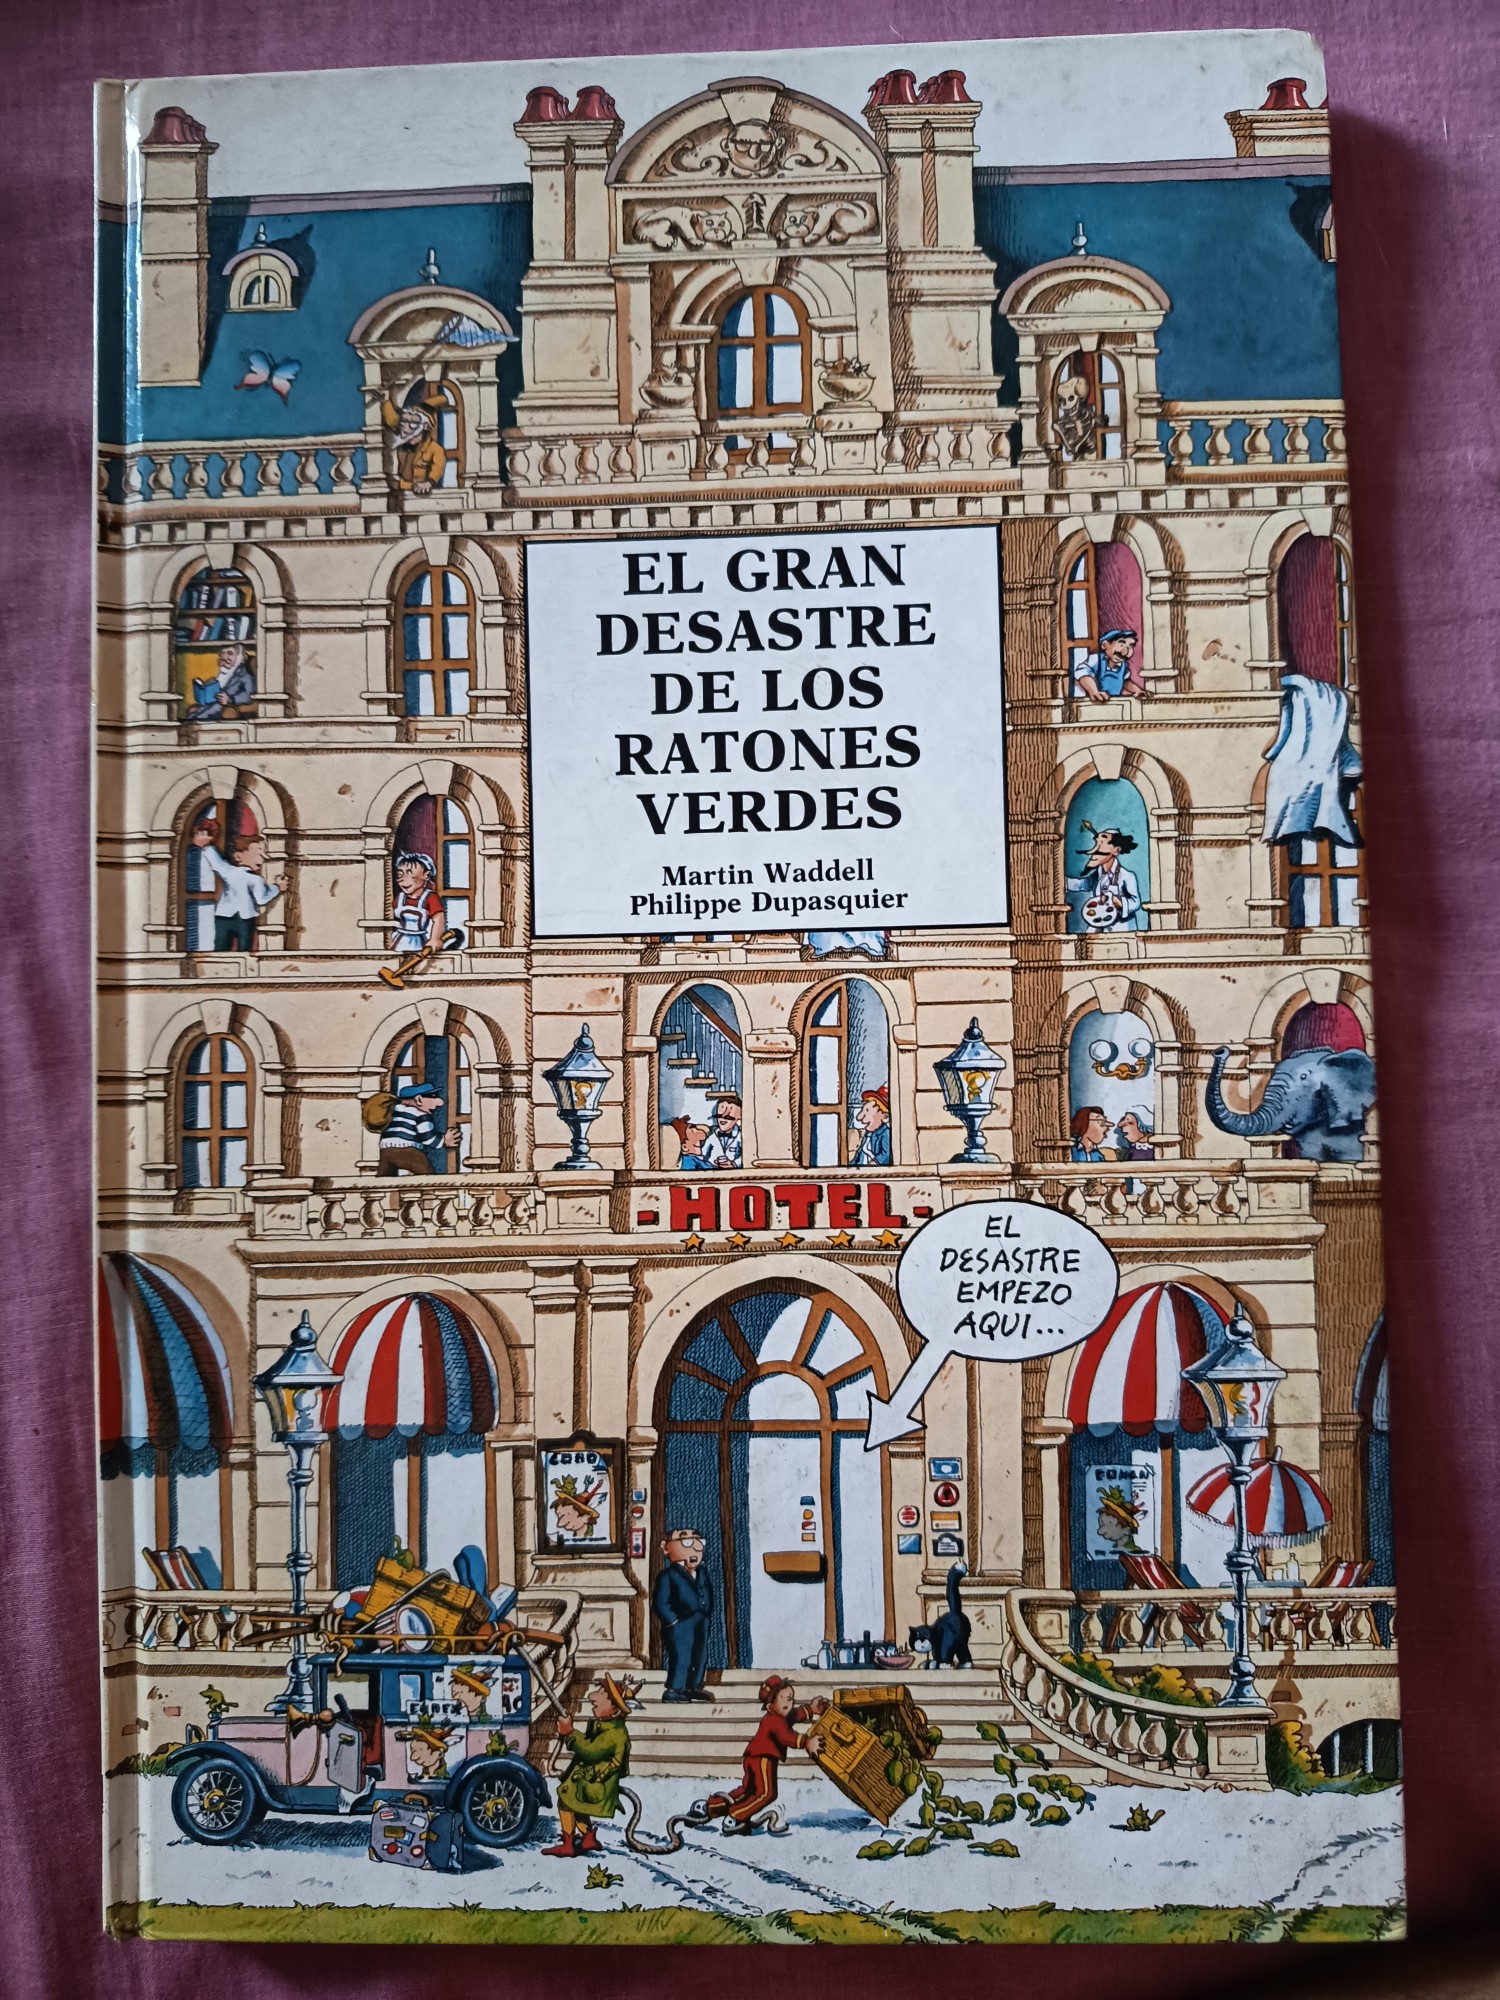 EL GRAN
DESASTRE
DE LOS
RATONES
VERDES
Martin Waddell
Philippe Dupasquier
-HOTEL-
EL
DESASTRE
EMPEZO
AQUI...